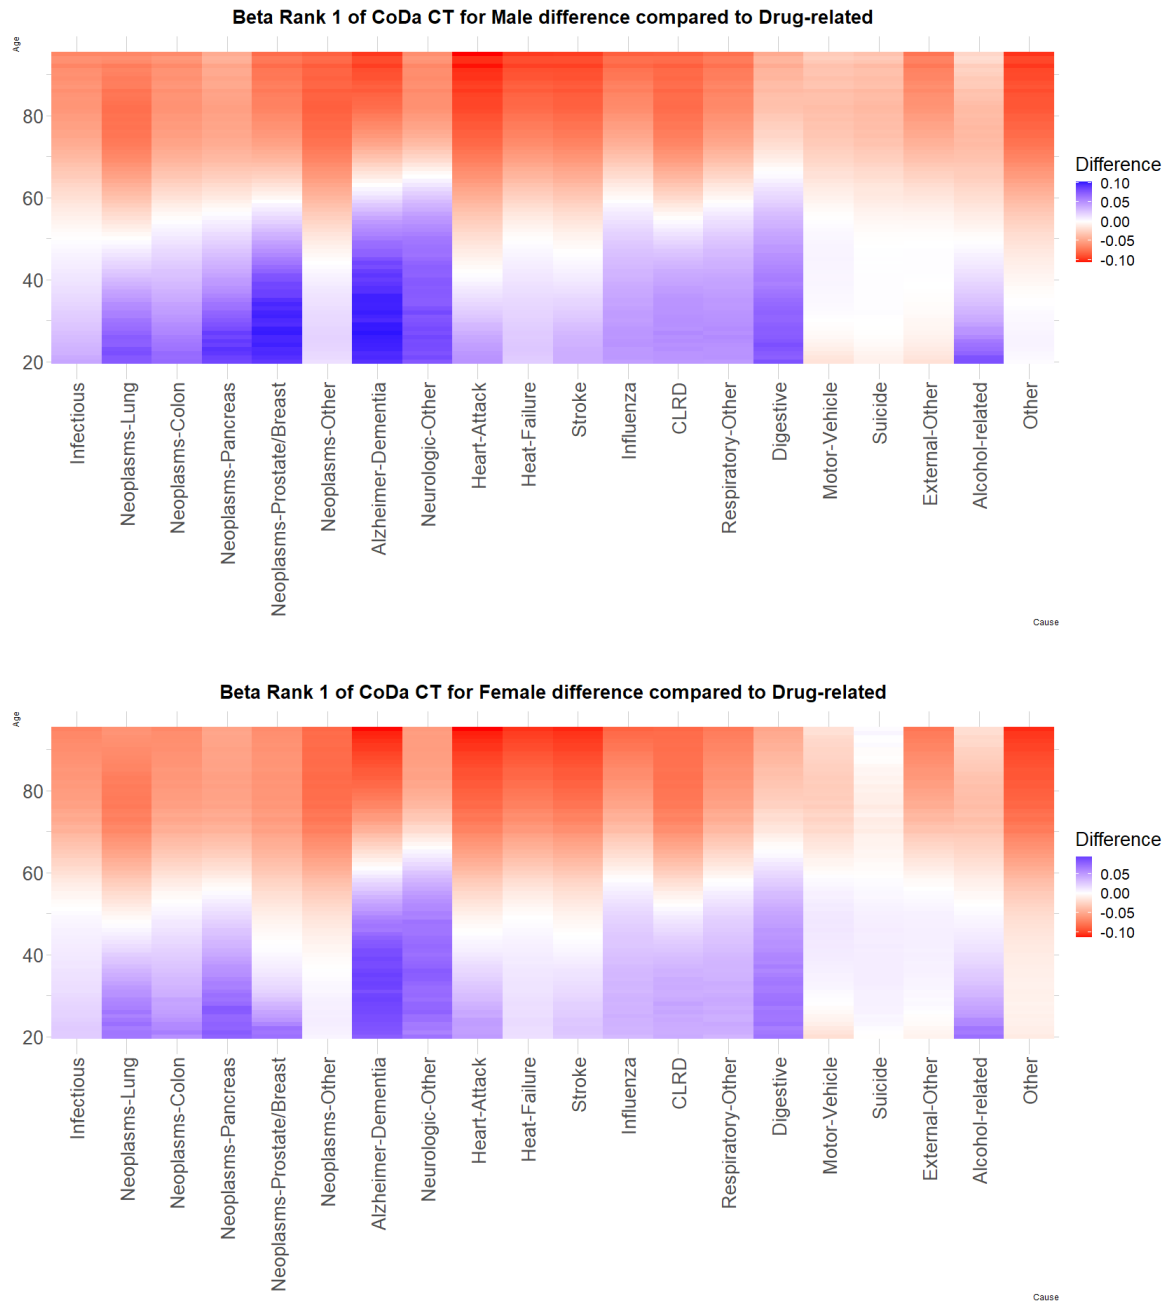 Beta Rank 1 of CoDa CT for Male difference compared to Drug-related
Age
80
60
40
20
Infectious
Neoplasms-Lung
Neoplasms-Colon
Neoplasms-Pancreas
Neoplasms-Prostate/Breast
Neoplasms-Other
Alzheimer-Dementia
Neurologic-Other
Heart-Attack
Heat-Failure
Stroke
Influenza
CLRD
Respiratory-Other
Digestive
Motor-Vehicle
Suicide
External-Other
Alcohol-related
Other
Cause
Difference
0.10
0.05
0.00
-0.05
-0.10
Beta Rank 1 of CoDa CT for Female difference compared to Drug-related
Age
80
60
40
20
Infectious
Neoplasms-Lung
Neoplasms-Colon
Neoplasms-Pancreas
Neoplasms-Prostate/Breast
Neoplasms-Other
Alzheimer-Dementia
Neurologic-Other
Heart-Attack
Heat-Failure
Stroke
Influenza
CLRD
Respiratory-Other
Digestive
Motor-Vehicle
Suicide
External-Other
Alcohol-related
Other
Cause
Difference
0.05
0.00
-0.05
-0.10